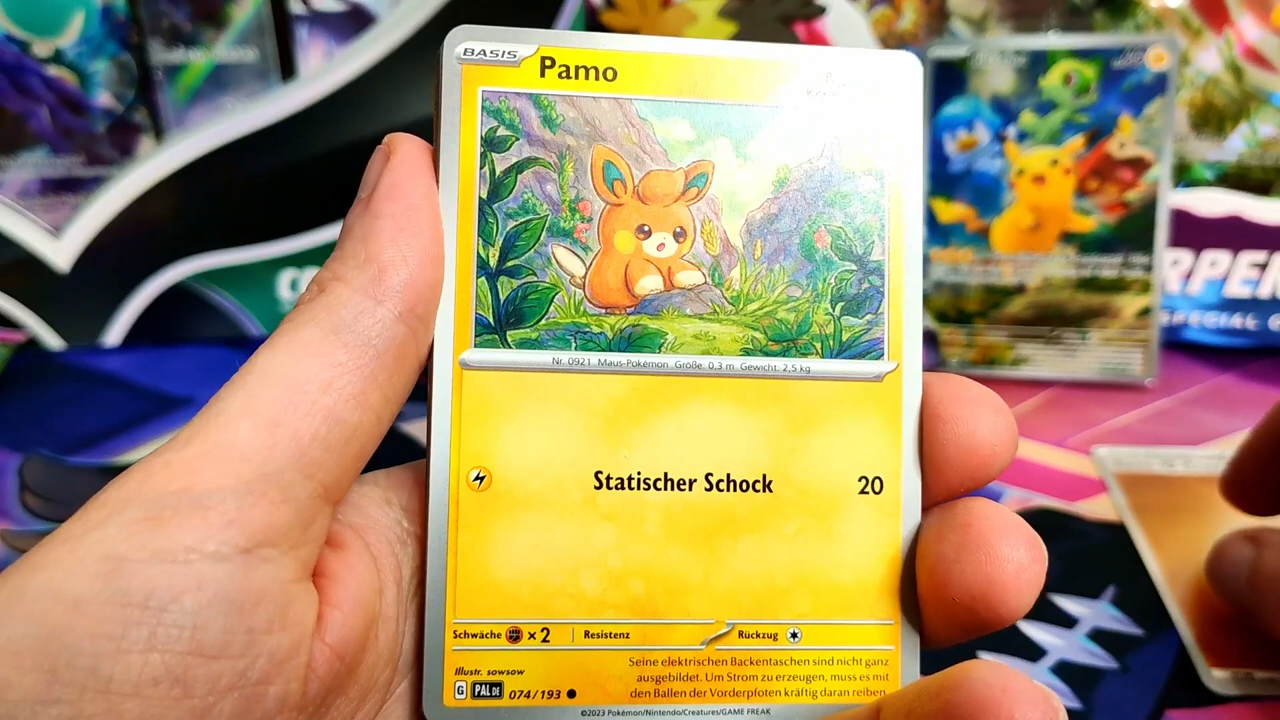 BASIS
Pamo
Nr. 0921 Maus-Pokémon Größe: 0,3 m Gewicht: 2,5 kg
Statischer Schock 20
Schwäche ×2 Resistenz Rückzug
Illustr. sowsow
Seine elektrischen Backentaschen sind nicht ganz
ausgebildet. Um Strom zu erzeugen, muss es mit
den Ballen der Vorderpfoten kräftig daran reiben.
G PAL DE 074/193
©2023 Pokémon/Nintendo/Creatures/GAME FREAK
RPEN
SPECIAL